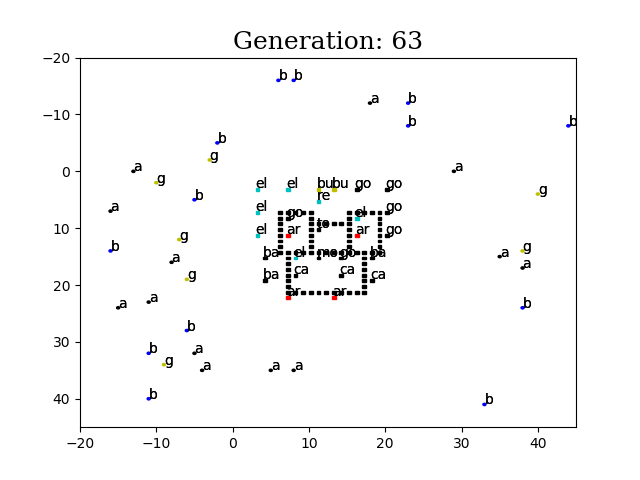 Generation: 63
−20
b b
a b
−10
b b
b
g
a a
0
g el el bu bu go go g
re
a b el go el go
10
el ar te ar go
g g
b ba el go ba a
a a
ba ca ca ca
g
20
ar ar
a a b
b
30
b a
g a a a
40
b b
−20 −10 0 10 20 30 40